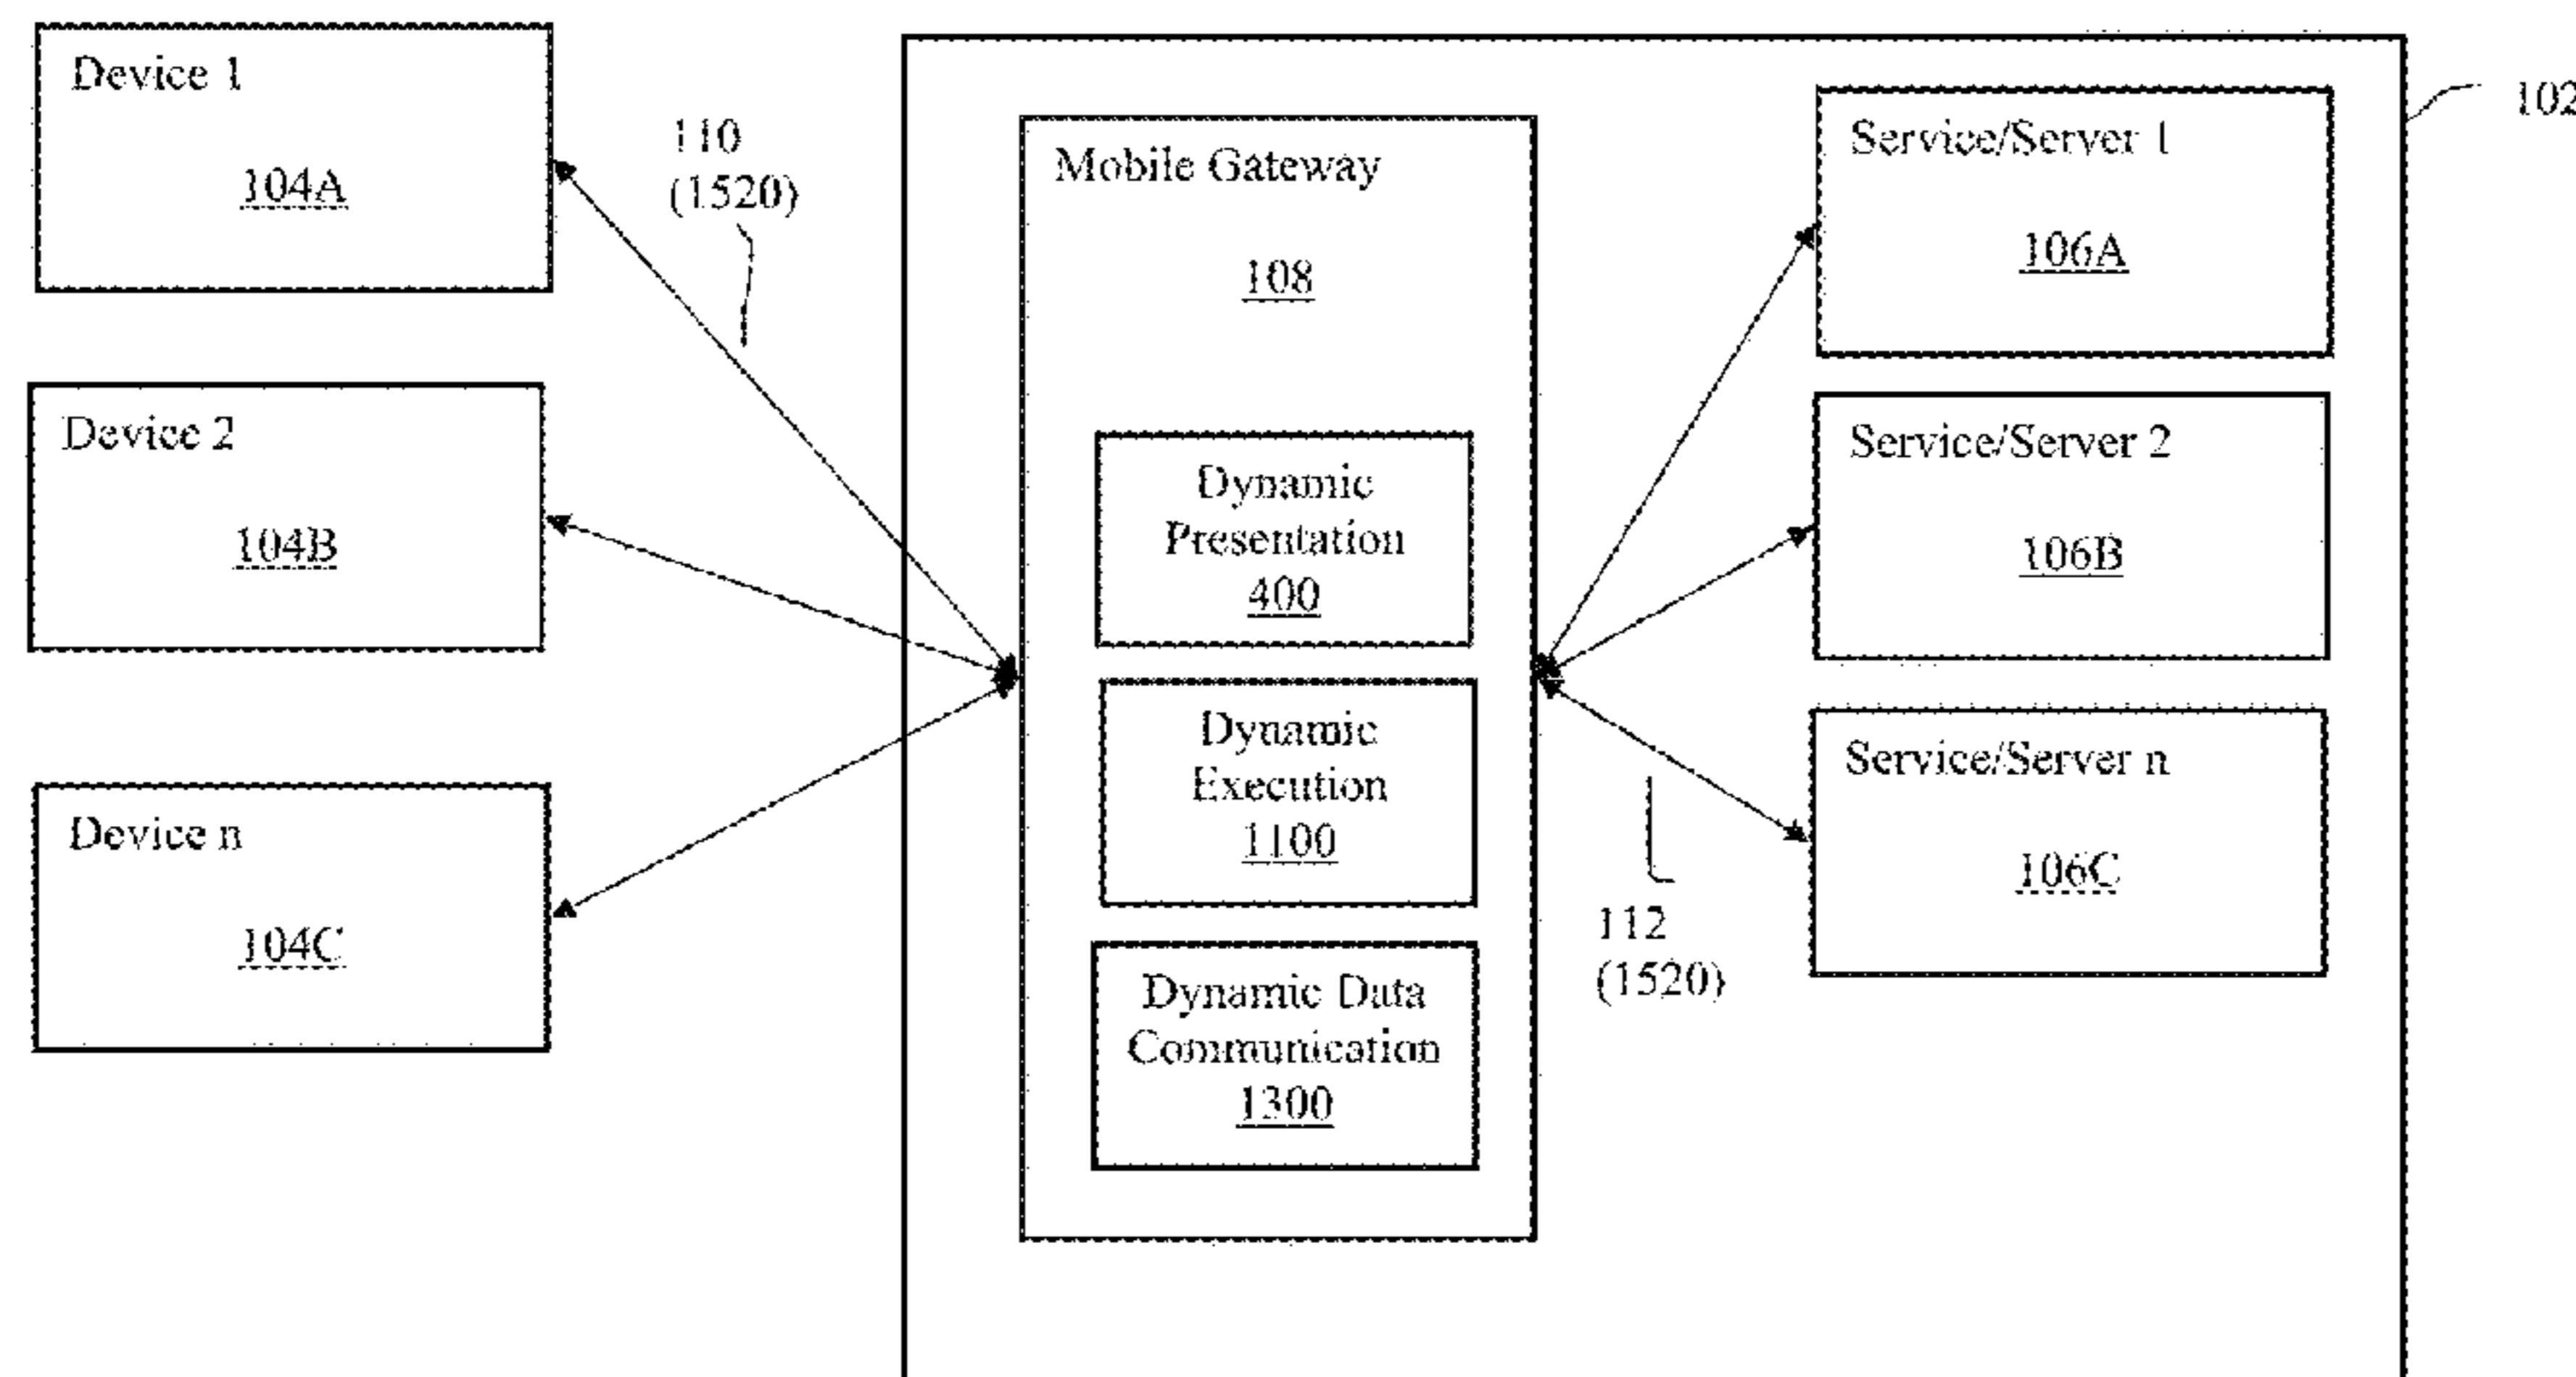 Device 1
104A
110
(1520)
Device 2
104B
Device n
104C
Mobile Gateway
108
Dynamic
Presentation
400
Dynamic
Execution
1100
Dynamic Data
Communication
1300
112
(1520)
Service/Server 1
106A
Service/Server 2
106B
Service/Server n
106C
102